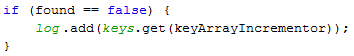 if (found == false) {
log.add(keys.get(keyArrayIncrementor));
}